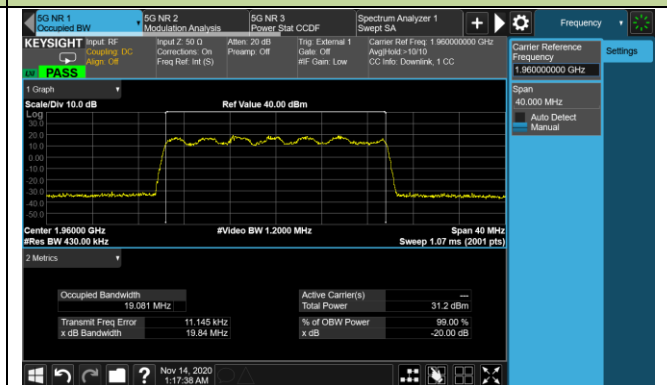 5G NR 1
Occupied BW
5G NR 2
Modulation Analysis
5G NR 3
Power Stat CCDF
Spectrum Analyzer 1
Swept SA
Frequency
KEYSIGHT
Input: RF
Coupling: DC
Align: Off
Input Z: 50 Ω
Corrections: On
Freq Ref: Int (S)
Atten: 20 dB
Preamp: Off
Trig: External 1
Gate: Off
#IF Gain: Low
Carrier Ref Freq: 1.960000000 GHz
Avg|Hold:>10/10
CC Info: Downlink, 1 CC
PASS
Carrier Reference
Frequency
1.960000000 GHz
Settings
Span
40.000 MHz
Auto Detect
Manual
1 Graph
Scale/Div 10.0 dB
Ref Value 40.00 dBm
Log
30.0
20.0
10.0
0.00
-10.0
-20.0
-30.0
-40.0
-50.0
Center 1.96000 GHz
#Video BW 1.2000 MHz
Span 40 MHz
#Res BW 430.00 kHz
Sweep 1.07 ms (2001 pts)
2 Metrics
Occupied Bandwidth
19.081 MHz
Active Carrier(s)
---
Total Power
31.2 dBm
Transmit Freq Error
11.145 kHz
% of OBW Power
99.00 %
x dB Bandwidth
19.84 MHz
x dB
-20.00 dB
?
Nov 14, 2020
1:17:38 AM